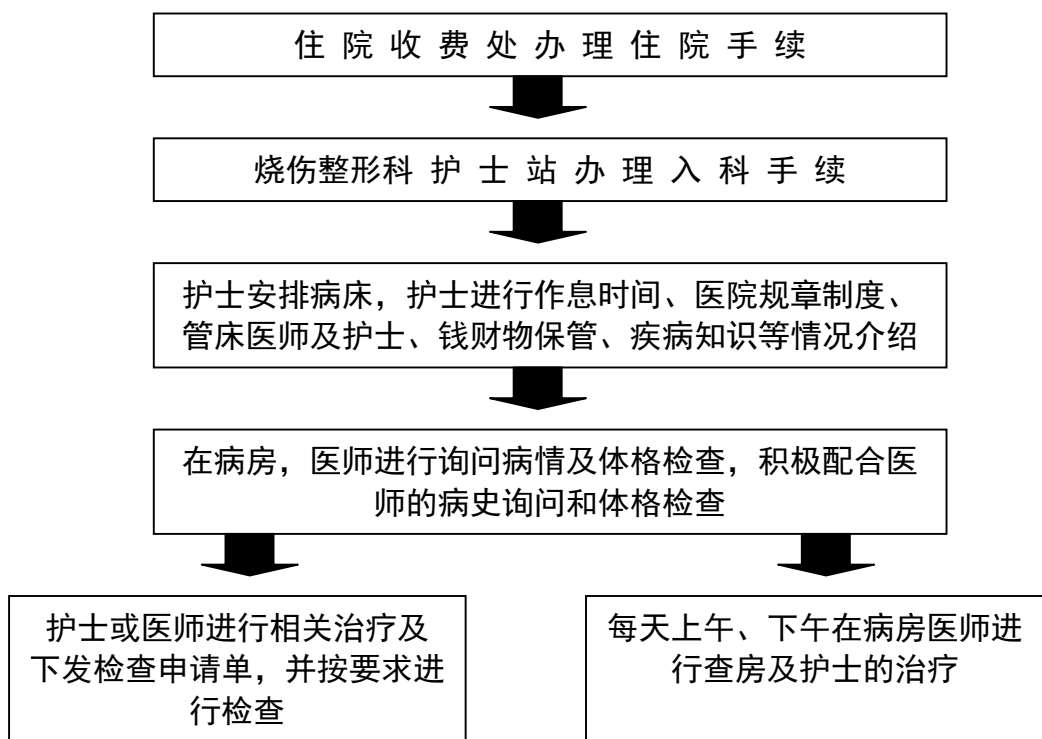 住院收费处办理住院手续
烧伤整形科护士站办理入科手续
护士安排病床，护士进行作息时间、医院规章制度、
管床医师及护士、钱财物保管、疾病知识等情况介绍
在病房，医师进行询问病情及体格检查，积极配合医
师的病史询问和体格检查
护士或医师进行相关治疗及
下发检查申请单，并按要求进
行检查
每天上午、下午在病房医师进
行查房及护士的治疗